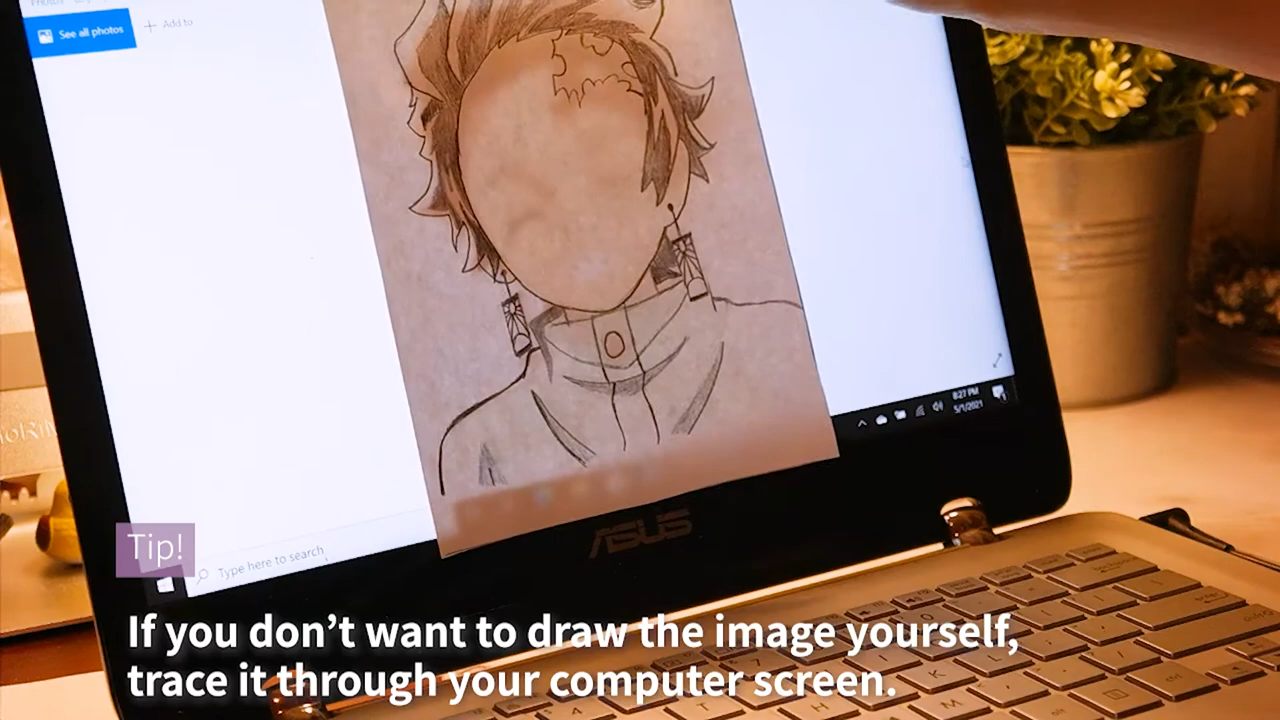 See all photos
Add to
8:27 PM
5/1/2021
ASUS
Type here to search
Tip!
If you don't want to draw the image yourself,
trace it through your computer screen.